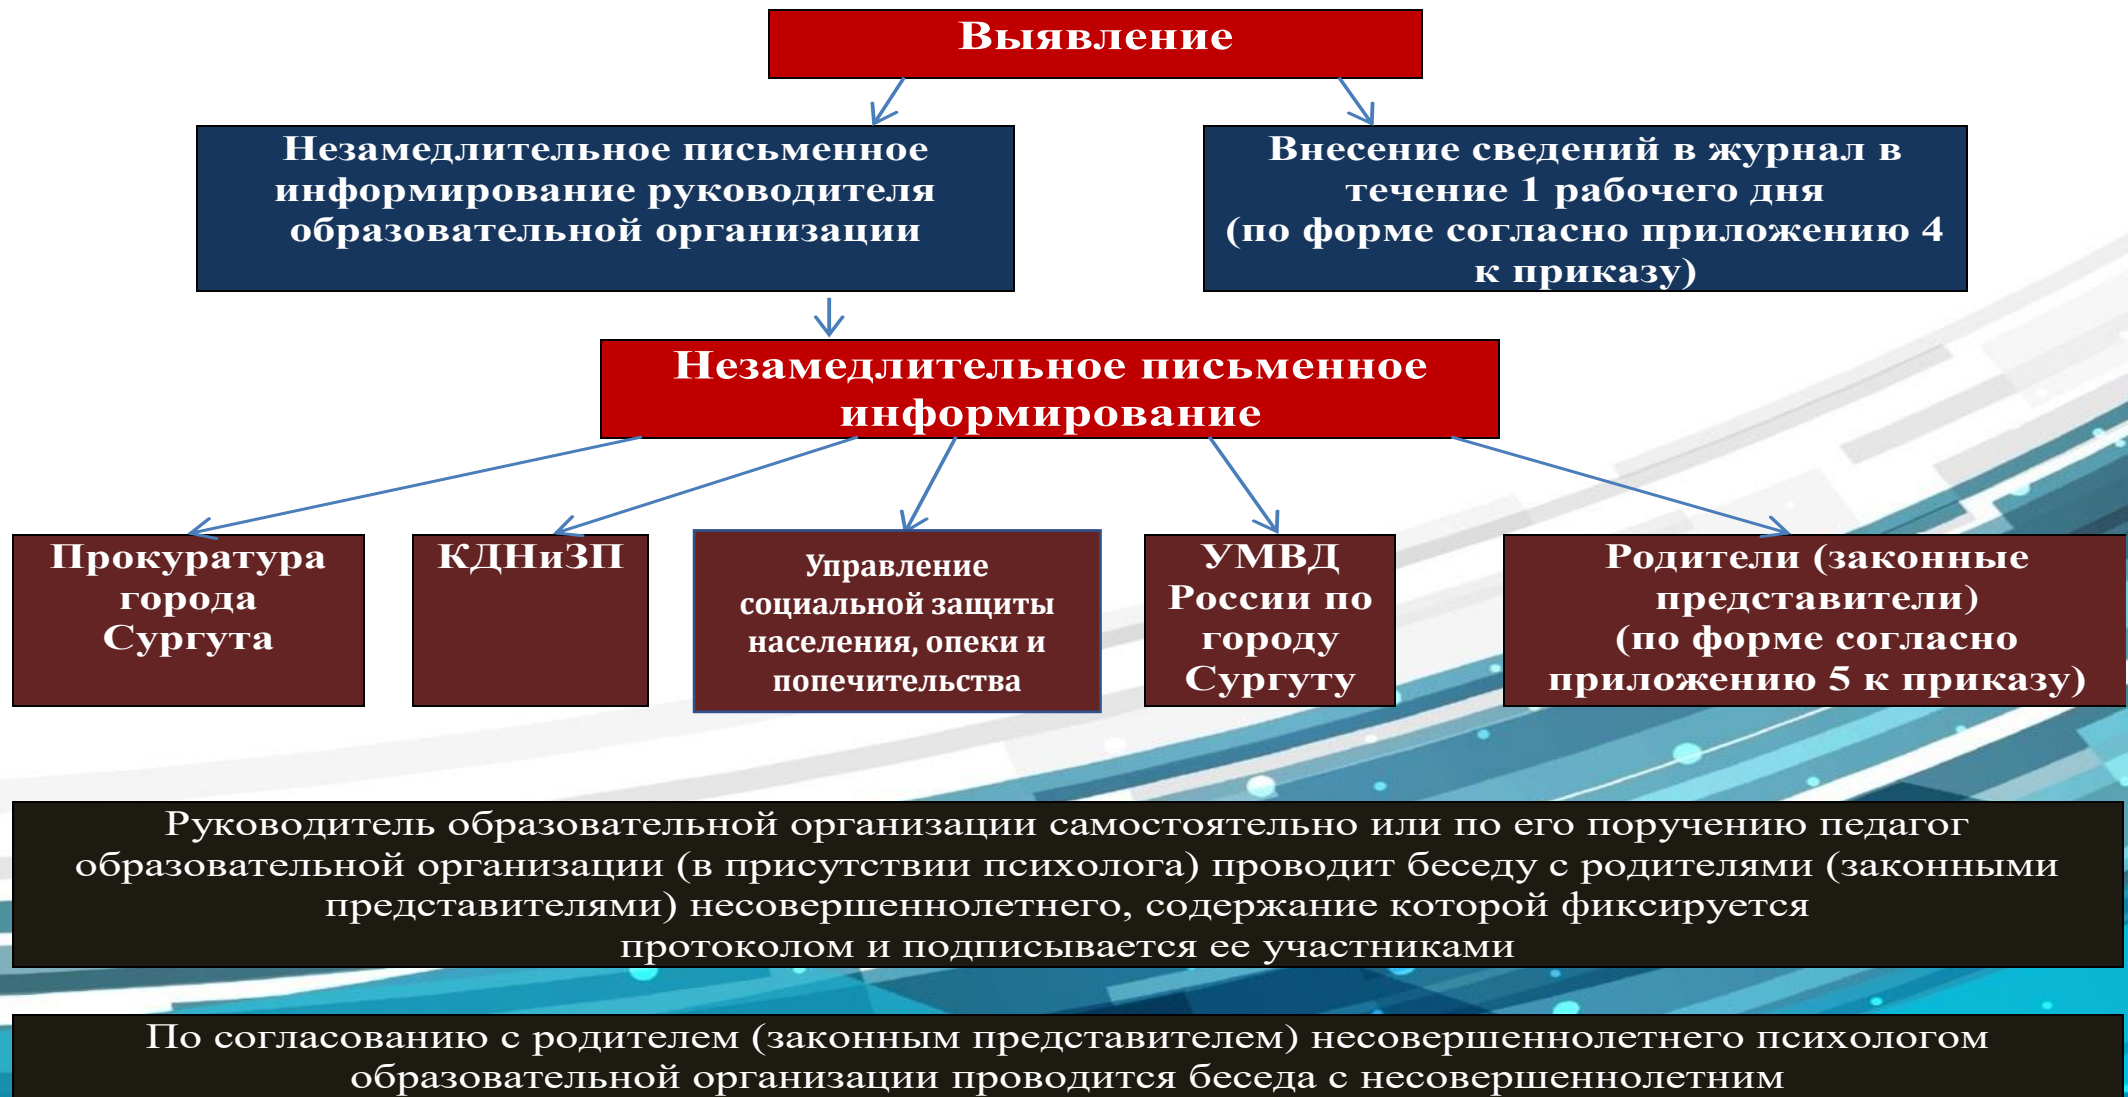 Выявление
Незамедлительное письменное
информирование руководителя
образовательной организации
Внесение сведений в журнал в
течение 1 рабочего дня
(по форме согласно приложению 4
к приказу)
Незамедлительное письменное
информирование
Прокуратура
города
Сургута
КДНиЗП
Управление
социальной защиты
населения, опеки и
попечительства
УМВД
России по
городу
Сургуту
Родители (законные
представители)
(по форме согласно
приложению 5 к приказу)
Руководитель образовательной организации самостоятельно или по его поручению педагог
образовательной организации (в присутствии психолога) проводит беседу с родителями (законными
представителями) несовершеннолетнего, содержание которой фиксируется
протоколом и подписывается ее участниками
По согласованию с родителем (законным представителем) несовершеннолетнего психологом
образовательной организации проводится беседа с несовершеннолетним